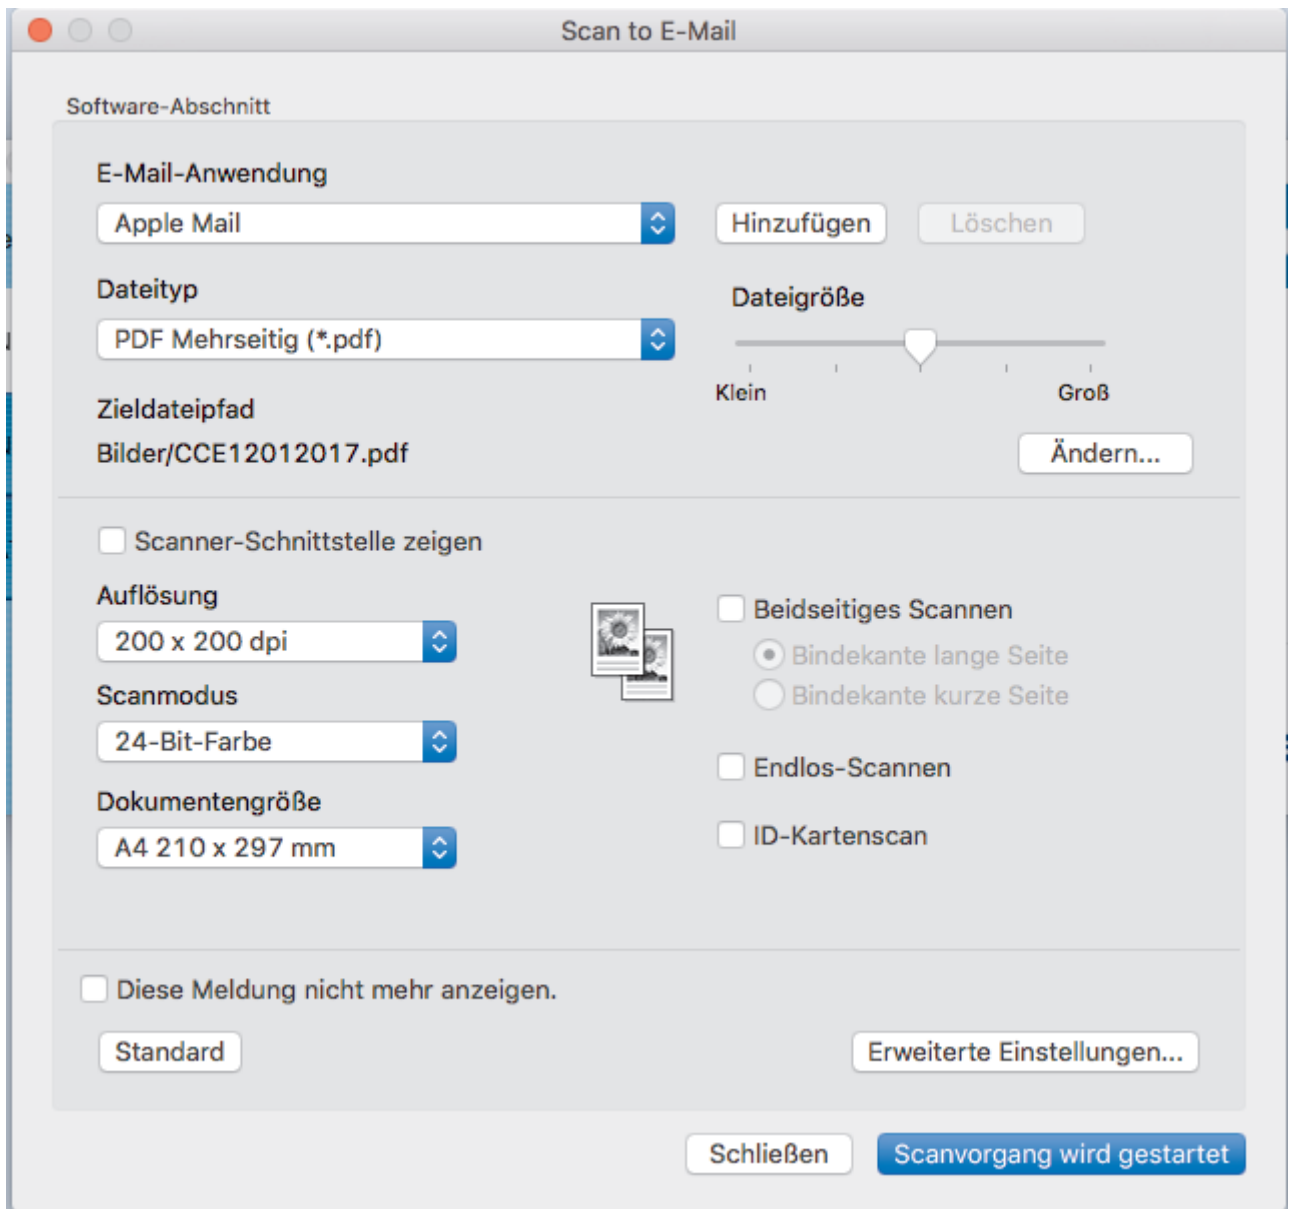 Scan to E-Mail
Software-Abschnitt
E-Mail-Anwendung
Apple Mail
Hinzufügen
Löschen
Dateityp
Dateigröße
PDF Mehrseitig (*.pdf)
Klein
Groß
Zieldateipfad
Bilder/CCE12012017.pdf
Ändern...
Scanner-Schnittstelle zeigen
Auflösung
200 x 200 dpi
Scanmodus
24-Bit-Farbe
Dokumentengröße
A4 210 x 297 mm
Beidseitiges Scannen
Bindekante lange Seite
Bindekante kurze Seite
Endlos-Scannen
ID-Kartenscan
Diese Meldung nicht mehr anzeigen.
Standard
Erweiterte Einstellungen...
Schließen
Scanvorgang wird gestartet